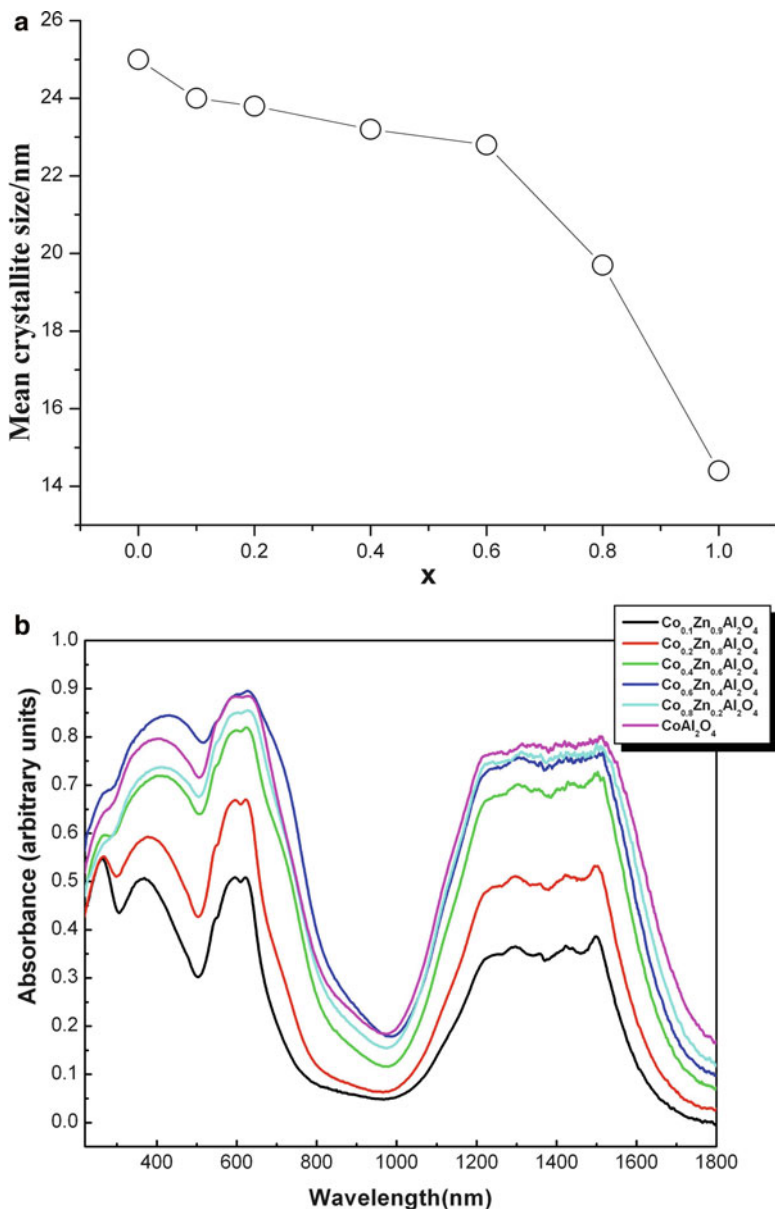 a
Mean crystallite size/nm
26
24
22
20
18
16
14
0.0 0.2 0.4 0.6 0.8 1.0
x
b
Absorbance (arbitrary units)
1.0
0.9
0.8
0.7
0.6
0.5
0.4
0.3
0.2
0.1
0.0
Co0.1Zn0.9Al2O4
Co0.2Zn0.8Al2O4
Co0.4Zn0.6Al2O4
Co0.6Zn0.4Al2O4
Co0.8Zn0.2Al2O4
CoAl2O4
400 600 800 1000 1200 1400 1600 1800
Wavelength(nm)